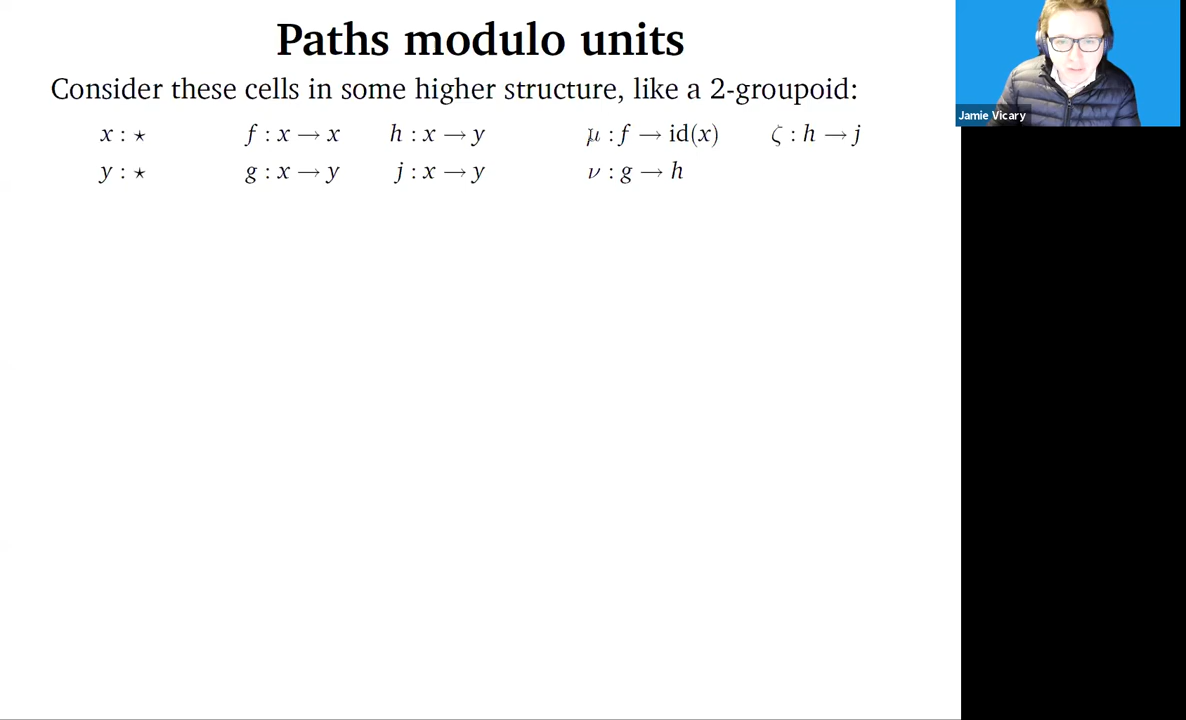 Paths modulo units
Consider these cells in some higher structure, like a 2-groupoid:
x : ⋆ f : x → x h : x → y μ : f → id(x) ζ : h → j
y : ⋆ g : x → y j : x → y ν : g → h
Jamie Vicary